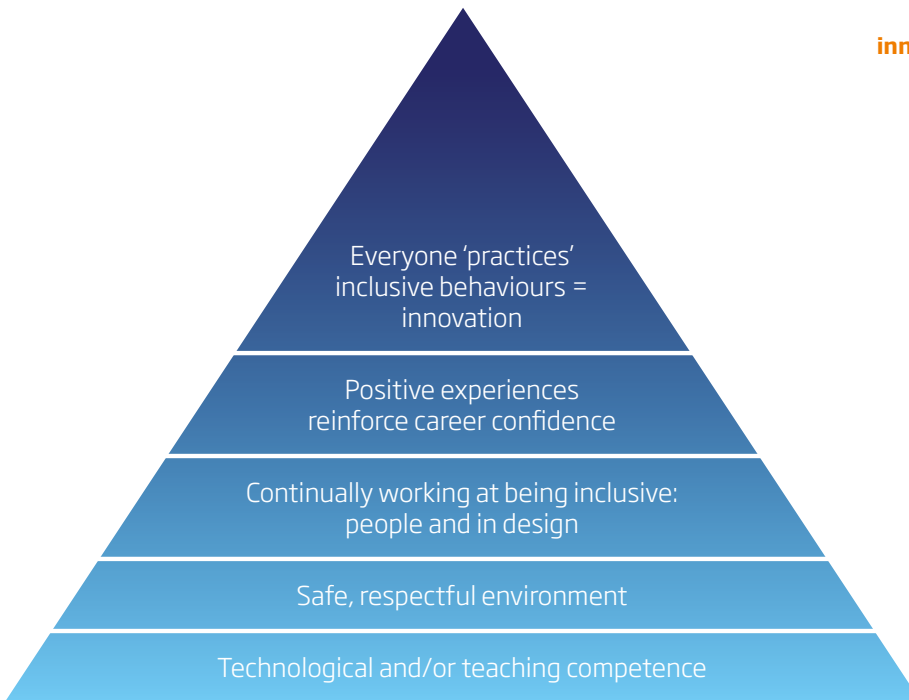 inn
Everyone ‘practices’
inclusive behaviours =
innovation
Positive experiences
reinforce career confidence
Continually working at being inclusive:
people and in design
Safe, respectful environment
Technological and/or teaching competence